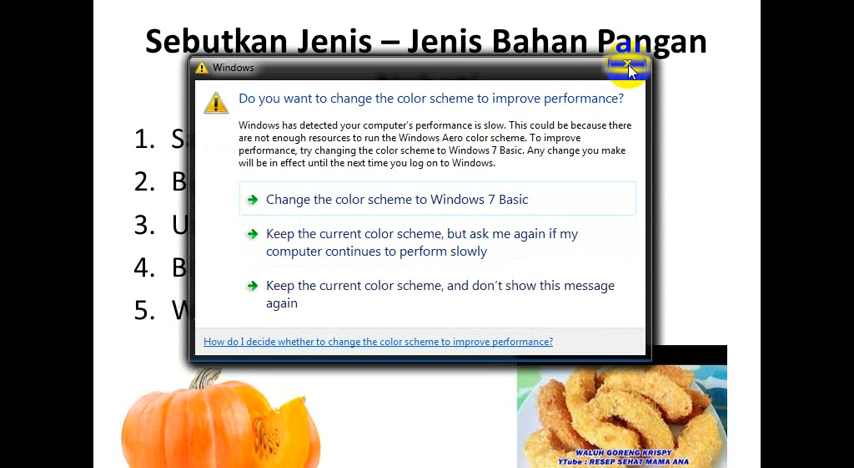 Sebutkan Jenis – Jenis Bahan Pangan
Windows
Do you want to change the color scheme to improve performance?
Windows has detected your computer's performance is slow. This could be because there
are not enough resources to run the Windows Aero color scheme. To improve
performance, try changing the color scheme to Windows 7 Basic. Any change you make
will be in effect until the next time you log on to Windows.
Change the color scheme to Windows 7 Basic
Keep the current color scheme, but ask me again if my
computer continues to perform slowly
Keep the current color scheme, and don't show this message
again
How do I decide whether to change the color scheme to improve performance?
1.
2.
3.
4.
5.
WALUH GORENG KRISPY
YTube : RESEP SEHAT MAMA ANA